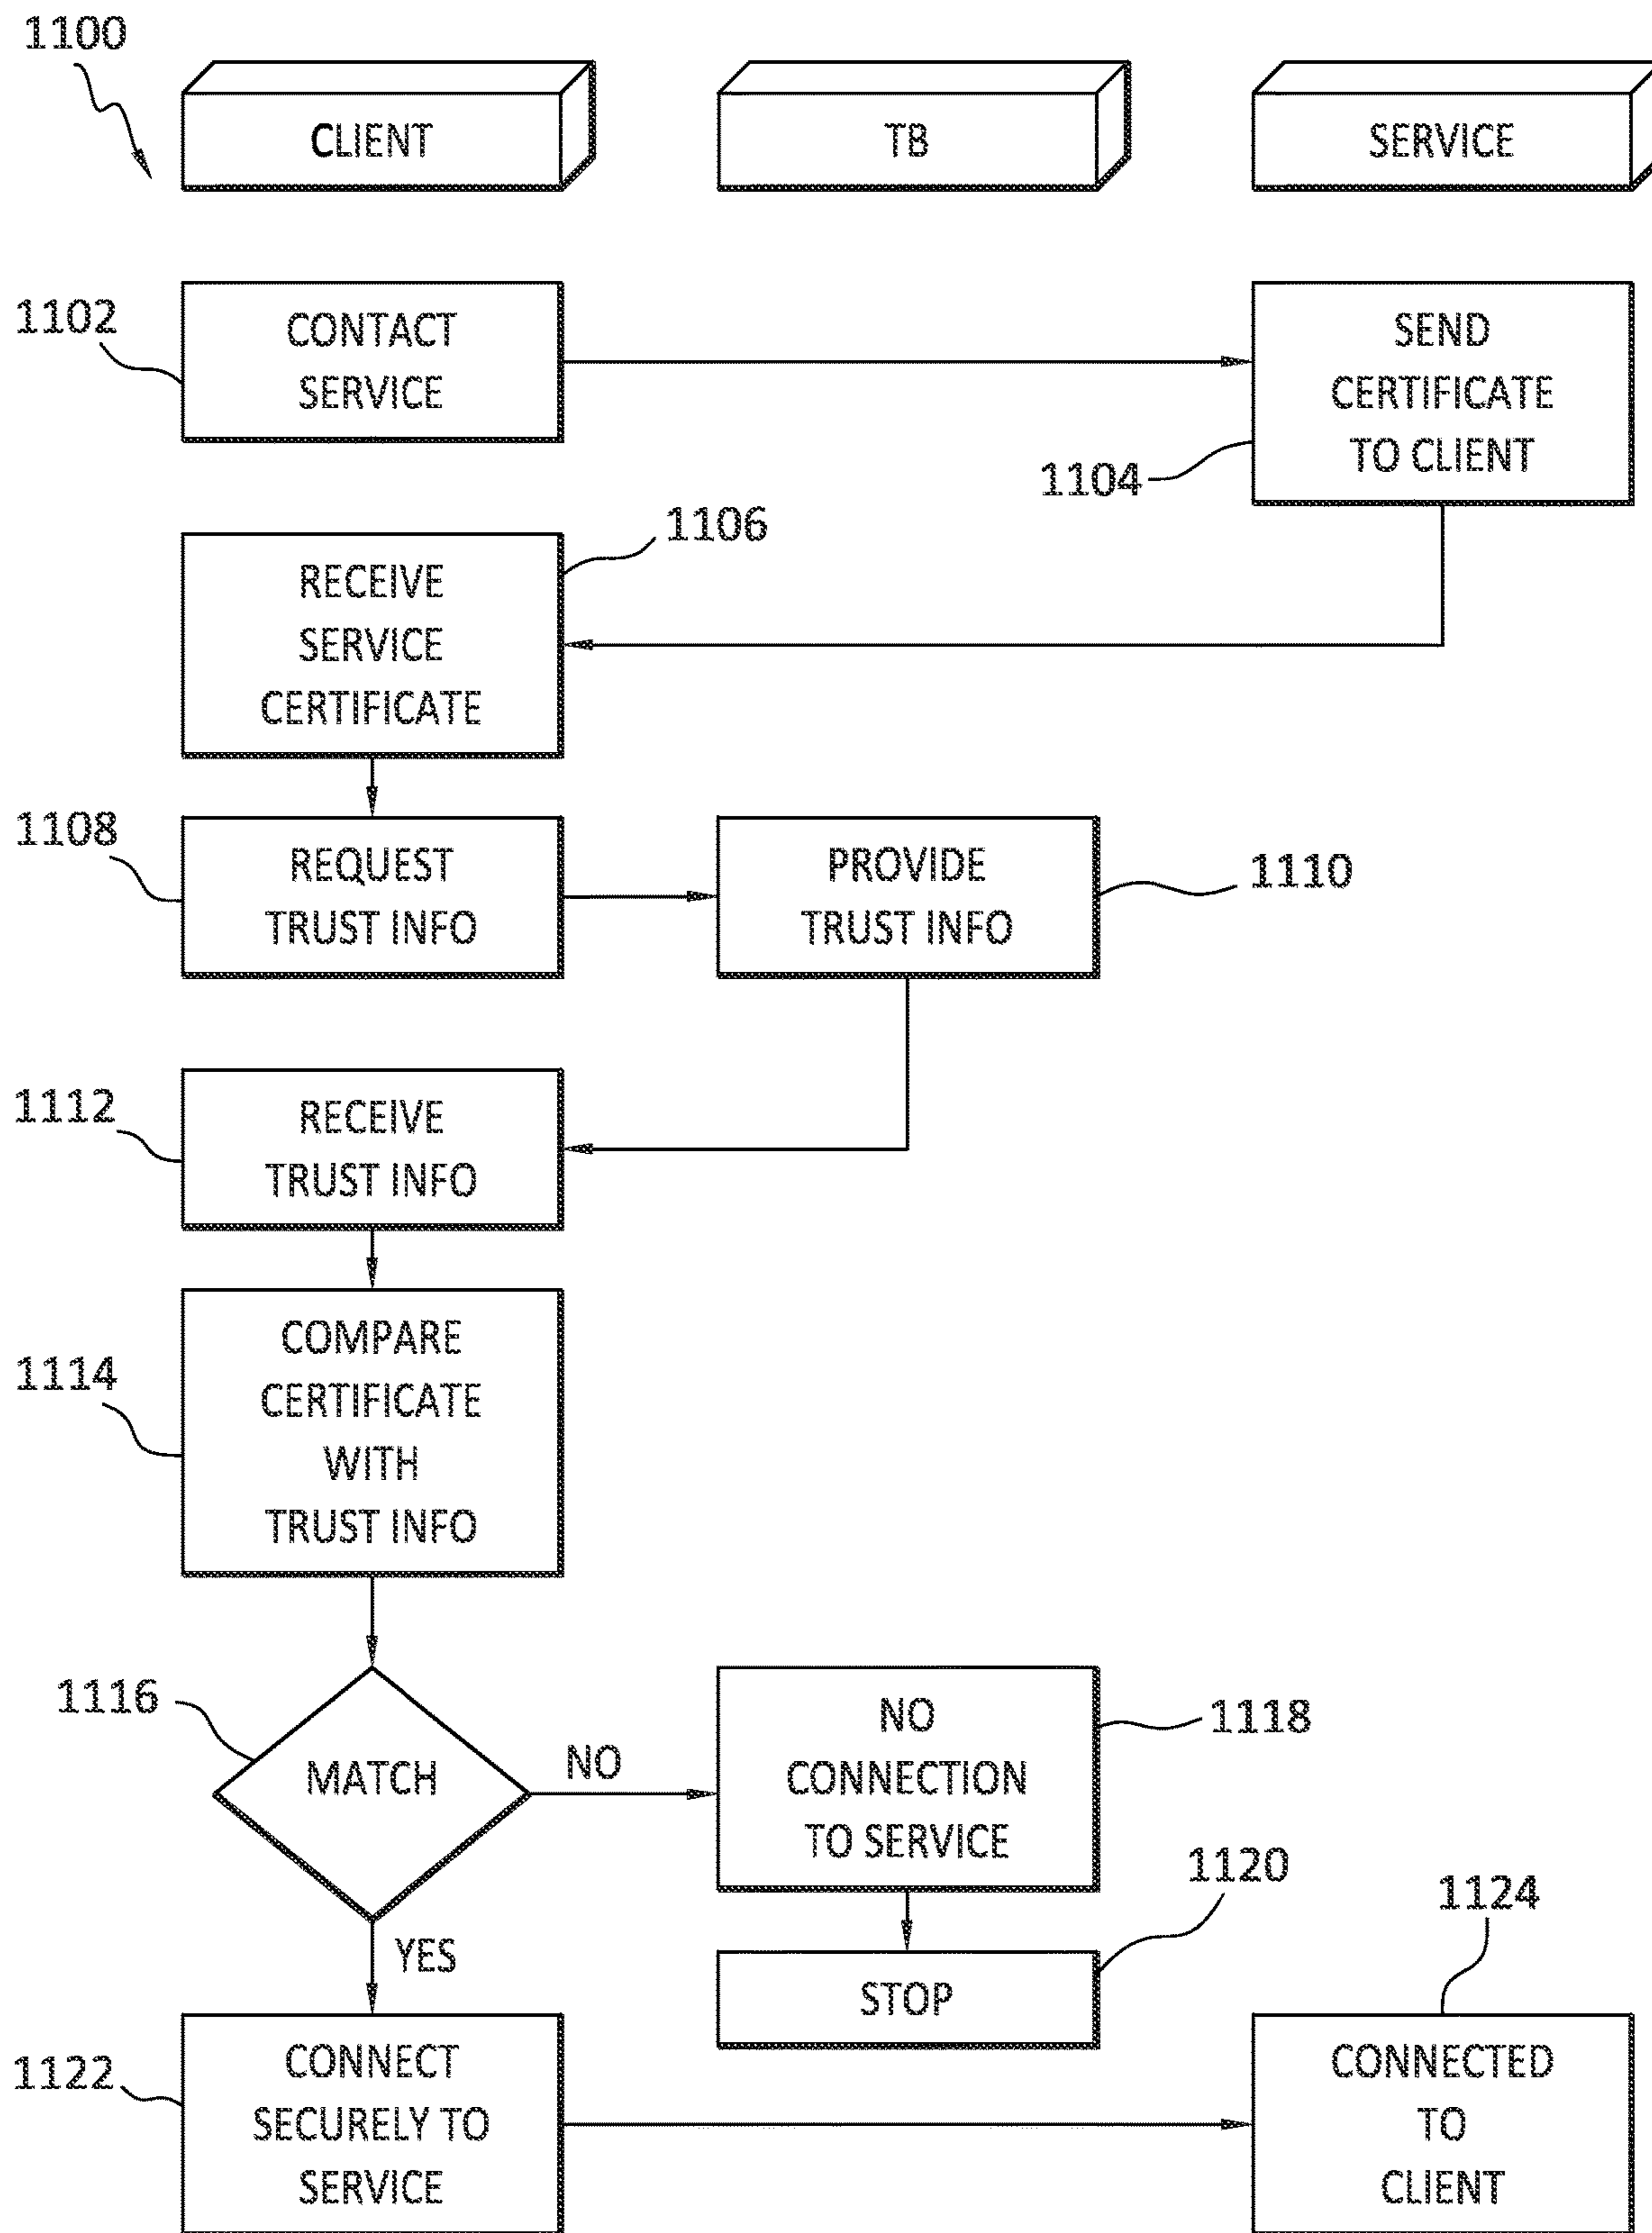 1100
CLIENT
TB
SERVICE
1102
CONTACT
SERVICE
SEND
CERTIFICATE
TO CLIENT
1104
1106
RECEIVE
SERVICE
CERTIFICATE
1108
REQUEST
TRUST INFO
PROVIDE
TRUST INFO
1110
1112
RECEIVE
TRUST INFO
1114
COMPARE
CERTIFICATE
WITH
TRUST INFO
1116
MATCH
NO
NO
CONNECTION
TO SERVICE
1118
YES
STOP
1120
1124
1122
CONNECT
SECURELY TO
SERVICE
CONNECTED
TO
CLIENT